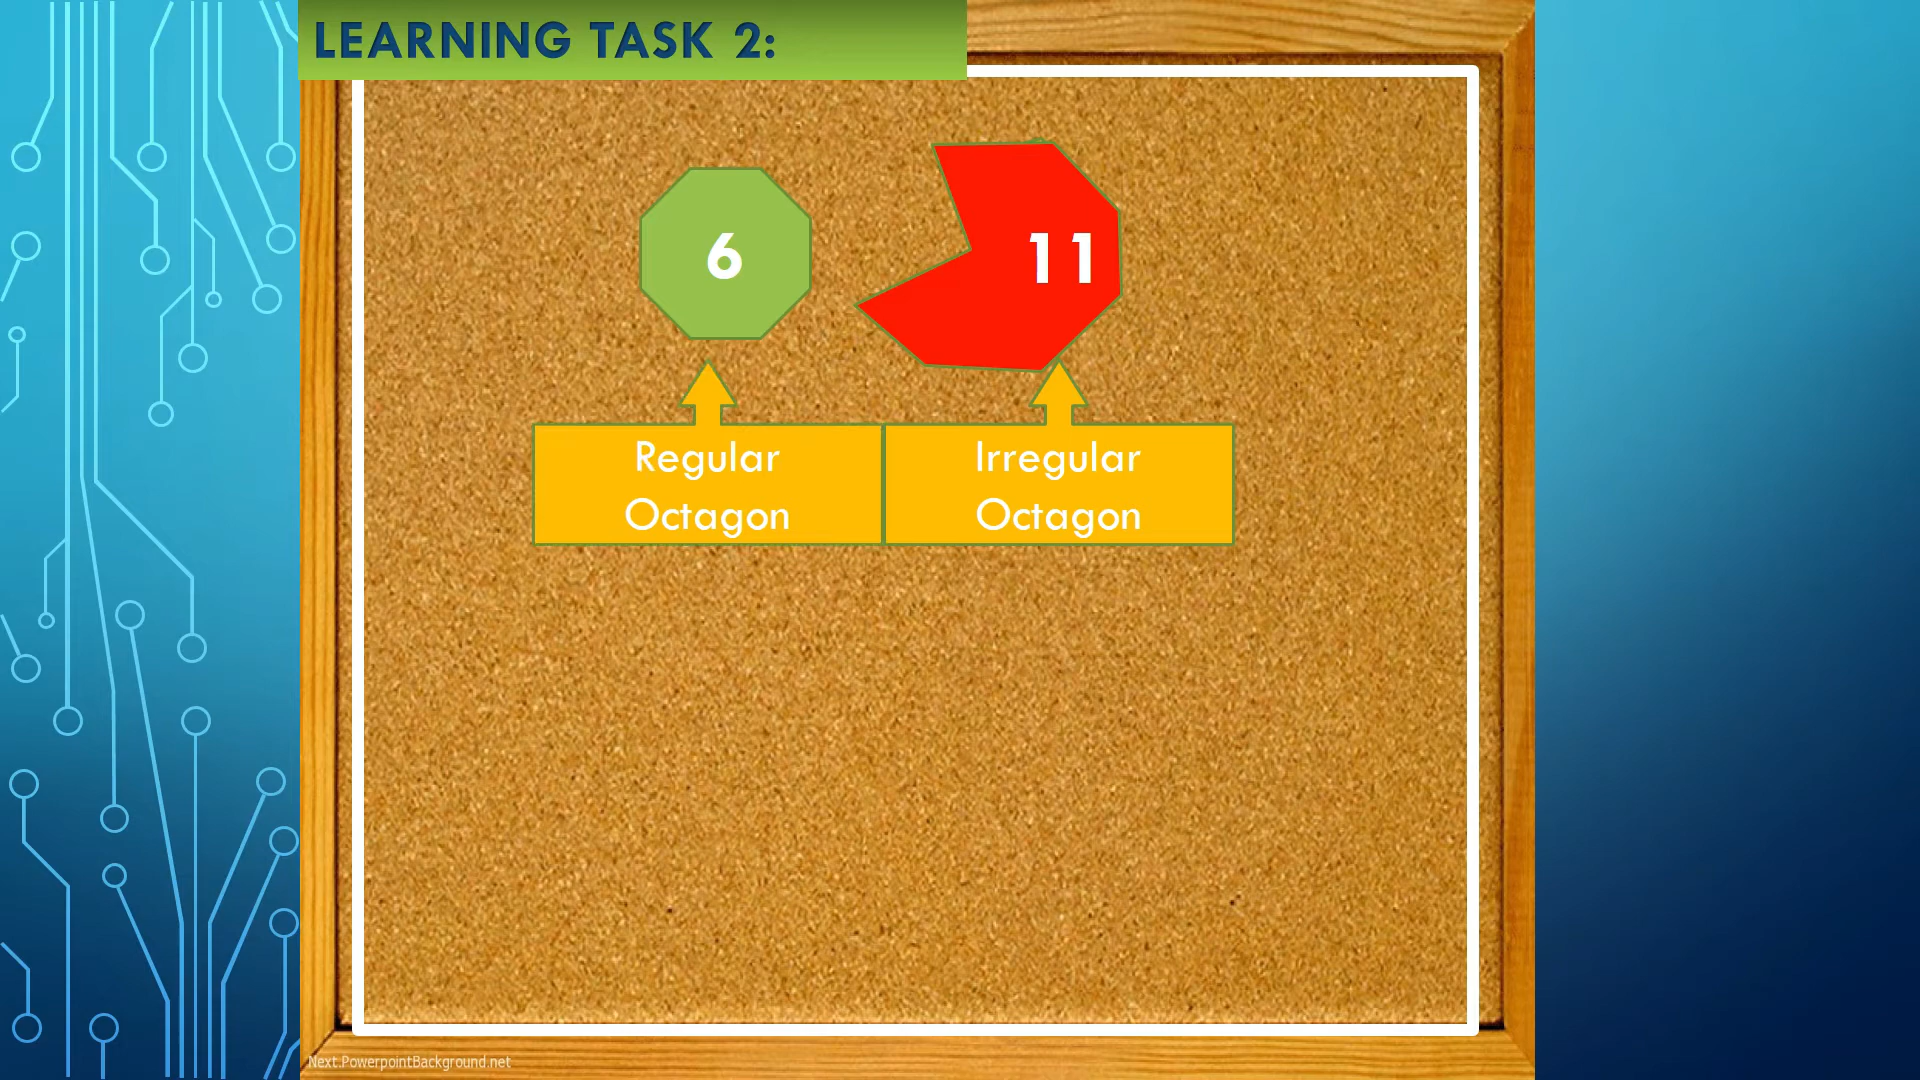 LEARNING TASK 2:
6
11
Regular
Octagon
Irregular
Octagon
Next.PowerpointBackground.net